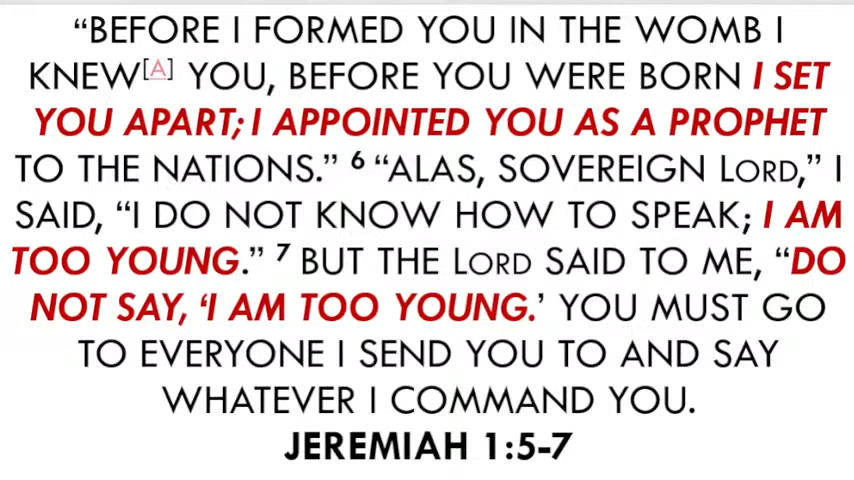 “BEFORE I FORMED YOU IN THE WOMB I
KNEW[A] YOU, BEFORE YOU WERE BORN I SET
YOU APART; I APPOINTED YOU AS A PROPHET
TO THE NATIONS.” 6 “ALAS, SOVEREIGN LORD,” I
SAID, “I DO NOT KNOW HOW TO SPEAK; I AM
TOO YOUNG.” 7 BUT THE LORD SAID TO ME, “DO
NOT SAY, ‘I AM TOO YOUNG.’ YOU MUST GO
TO EVERYONE I SEND YOU TO AND SAY
WHATEVER I COMMAND YOU.
JEREMIAH 1:5-7